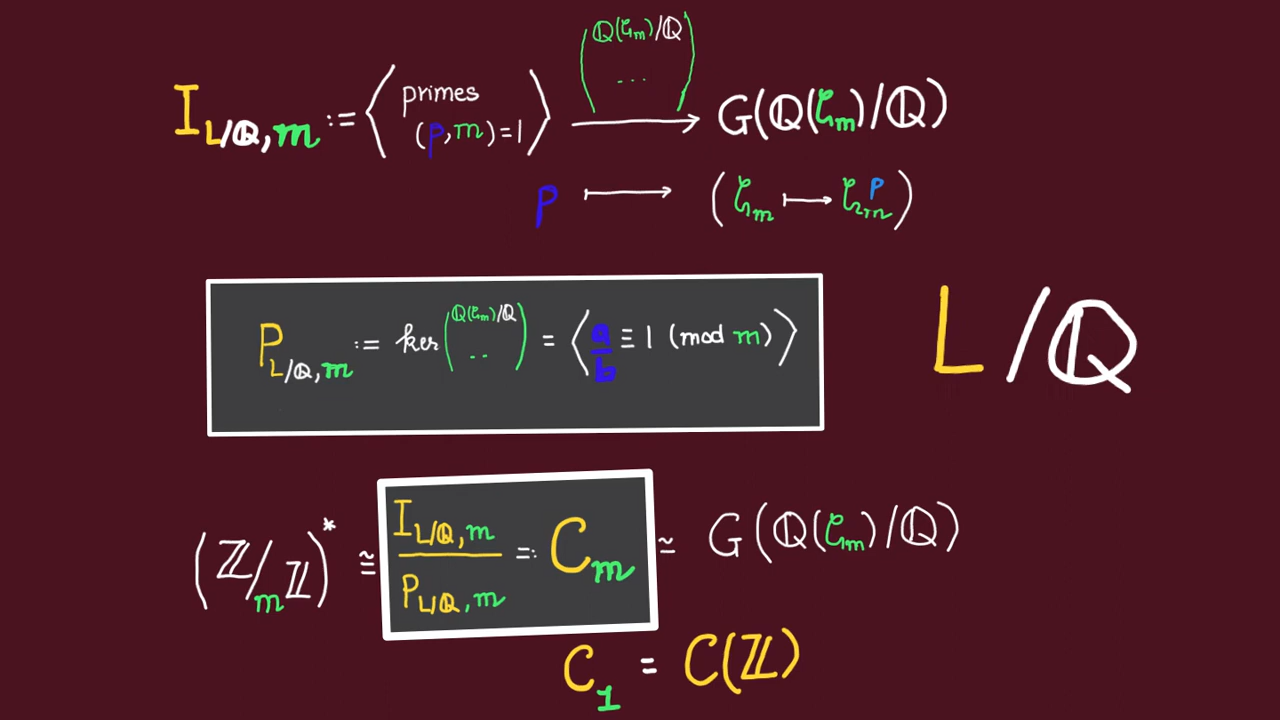 I_{L/ℚ,m} := ⟨ primes (p,m)=1 ⟩ ⟶ G(ℚ(ζ_m)/ℚ)
( ℚ(ζ_m)/ℚ ... )
p ⟼ (ζ_m ⟼ ζ_m^p)
P_{L/ℚ,m} := ker ( ℚ(ζ_m)/ℚ .. ) = ⟨ a/b ≡ 1 (mod m) ⟩
L/ℚ
(ℤ/mℤ)^* ≅ I_{L/ℚ,m} / P_{L/ℚ,m} =: C_m ≃ G(ℚ(ζ_m)/ℚ)
C_1 = C(ℤ)